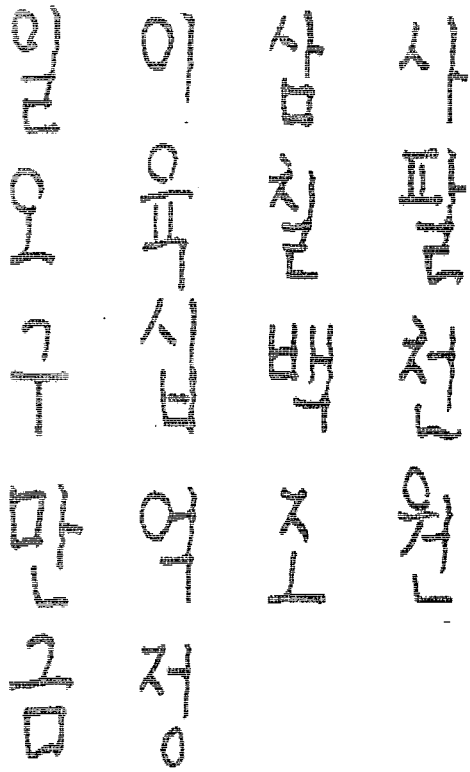 일 이 삼 사
오 육 칠 팔
구 십 백 천
만 억 조 원
금 정